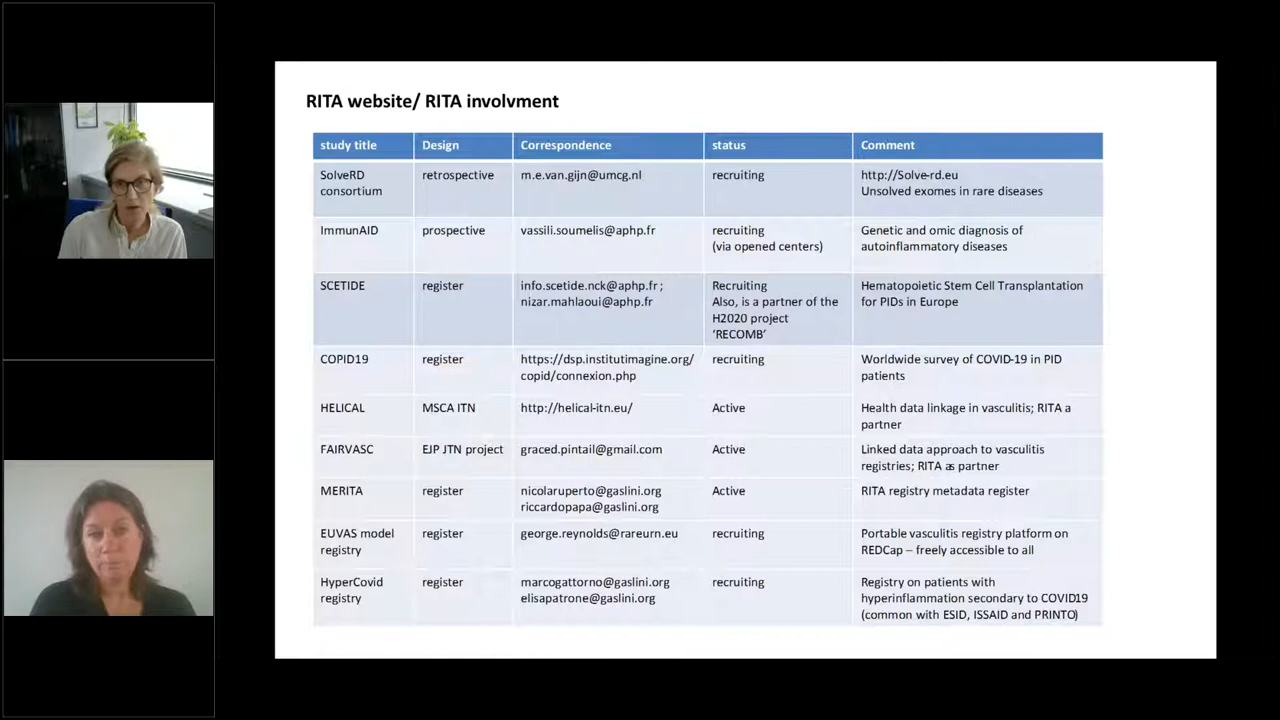 RITA website/ RITA involvment
study title Design Correspondence status Comment
SolveRD retrospective m.e.van.gijn@umcg.nl recruiting http://Solve-rd.eu
consortium Unsolved exomes in rare diseases
ImmunAID prospective vassili.soumelis@aphp.fr recruiting Genetic and omic diagnosis of
(via opened centers) autoinflammatory diseases
SCETIDE register info.scetide.nck@aphp.fr ; Recruiting Hematopoietic Stem Cell Transplantation
nizar.mahlaoui@aphp.fr Also, is a partner of the for PIDs in Europe
H2020 project
‘RECOMB’
COPID19 register https://dsp.institutimagine.org/ recruiting Worldwide survey of COVID-19 in PID
copid/connexion.php patients
HELICAL MSCA ITN http://helical-itn.eu/ Active Health data linkage in vasculitis; RITA a
partner
FAIRVASC EJP JTN project graced.pintail@gmail.com Active Linked data approach to vasculitis
registries; RITA as partner
MERITA register nicolaruperto@gaslini.org Active RITA registry metadata register
riccardopapa@gaslini.org
EUVAS model register george.reynolds@rareurn.eu recruiting Portable vasculitis registry platform on
registry REDCap – freely accessible to all
HyperCovid register marcogattorno@gaslini.org recruiting Registry on patients with
registry elisapatrone@gaslini.org hyperinflammation secondary to COVID19
(common with ESID, ISSAID and PRINTO)